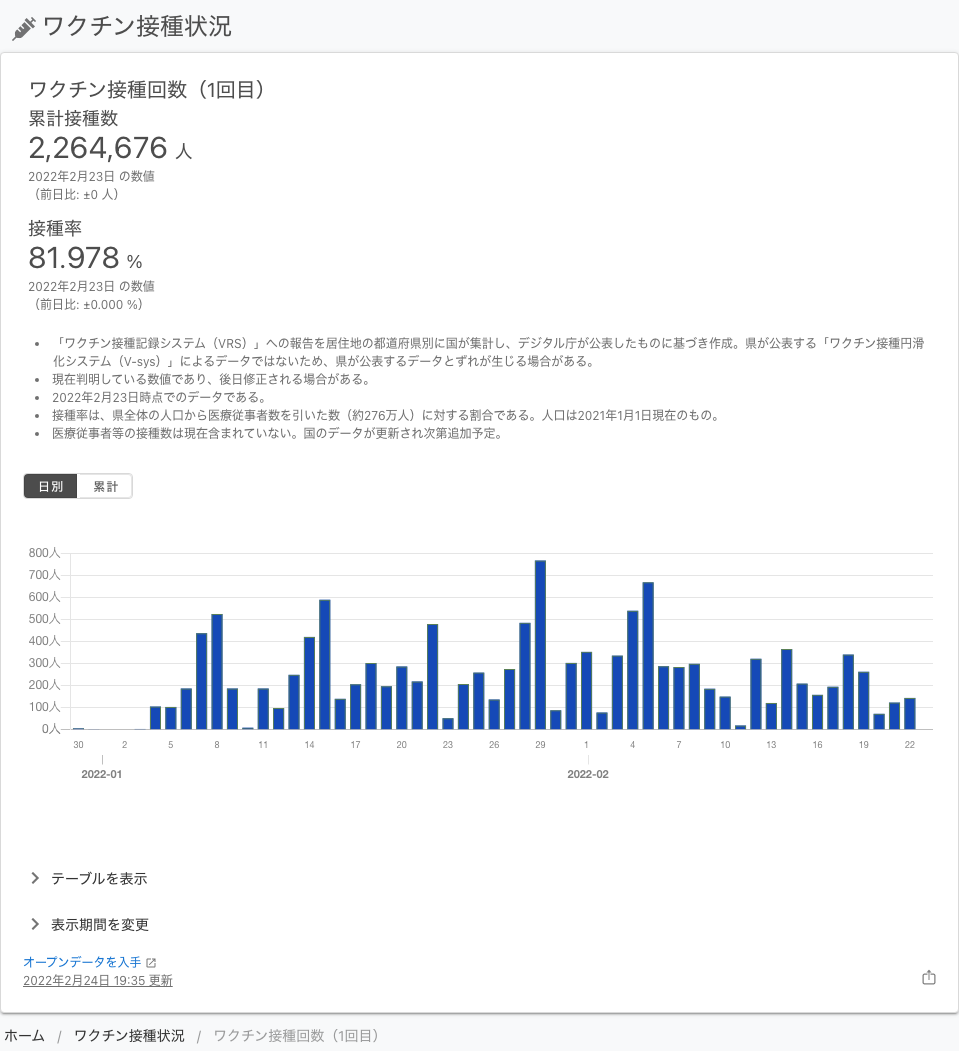 ワクチン接種状況
ワクチン接種回数（1回目）
累計接種数
2,264,676 人
2022年2月23日 の数値
（前日比: ±0 人）
接種率
81.978 %
2022年2月23日 の数値
（前日比: ±0.000 %）
• 「ワクチン接種記録システム（VRS）」への報告を居住地の都道府県別に国が集計し、デジタル庁が公表したものに基づき作成。県が公表する「ワクチン接種円滑
化システム（V-sys）」によるデータではないため、県が公表するデータとずれが生じる場合がある。
• 現在判明している数値であり、後日修正される場合がある。
• 2022年2月23日時点でのデータである。
• 接種率は、県全体の人口から医療従事者数を引いた数（約276万人）に対する割合である。人口は2021年1月1日現在のもの。
• 医療従事者等の接種数は現在含まれていない。国のデータが更新され次第追加予定。
日別 累計
800人
700人
600人
500人
400人
300人
200人
100人
0人
30 2 5 8 11 14 17 20 23 26 29 1 4 7 10 13 16 19 22
2022-01 2022-02
テーブルを表示
表示期間を変更
オープンデータを入手
2022年2月24日 19:35 更新
ホーム / ワクチン接種状況 / ワクチン接種回数（1回目）